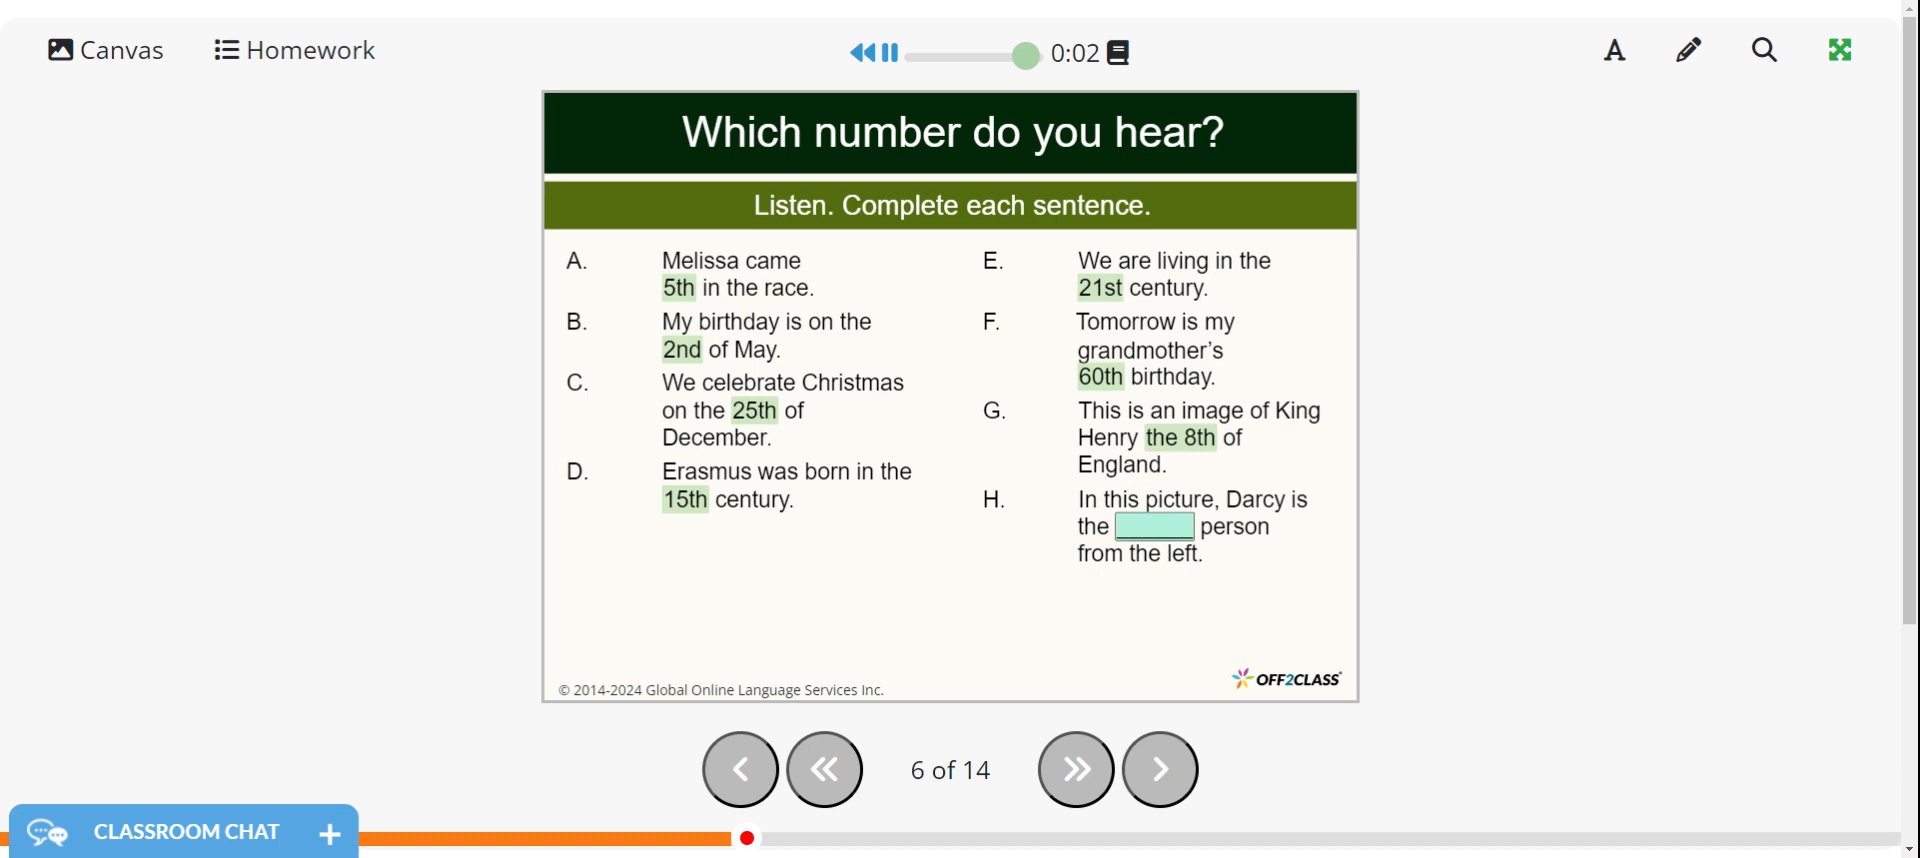 Canvas
Homework
0:02
Which number do you hear?
Listen. Complete each sentence.
A. Melissa came
5th in the race.
B. My birthday is on the
2nd of May.
C. We celebrate Christmas
on the 25th of
December.
D. Erasmus was born in the
15th century.
E. We are living in the
21st century.
F. Tomorrow is my
grandmother’s
60th birthday.
G. This is an image of King
Henry the 8th of
England.
H. In this picture, Darcy is
the ______ person
from the left.
© 2014-2024 Global Online Language Services Inc.
OFF2CLASS
6 of 14
CLASSROOM CHAT +